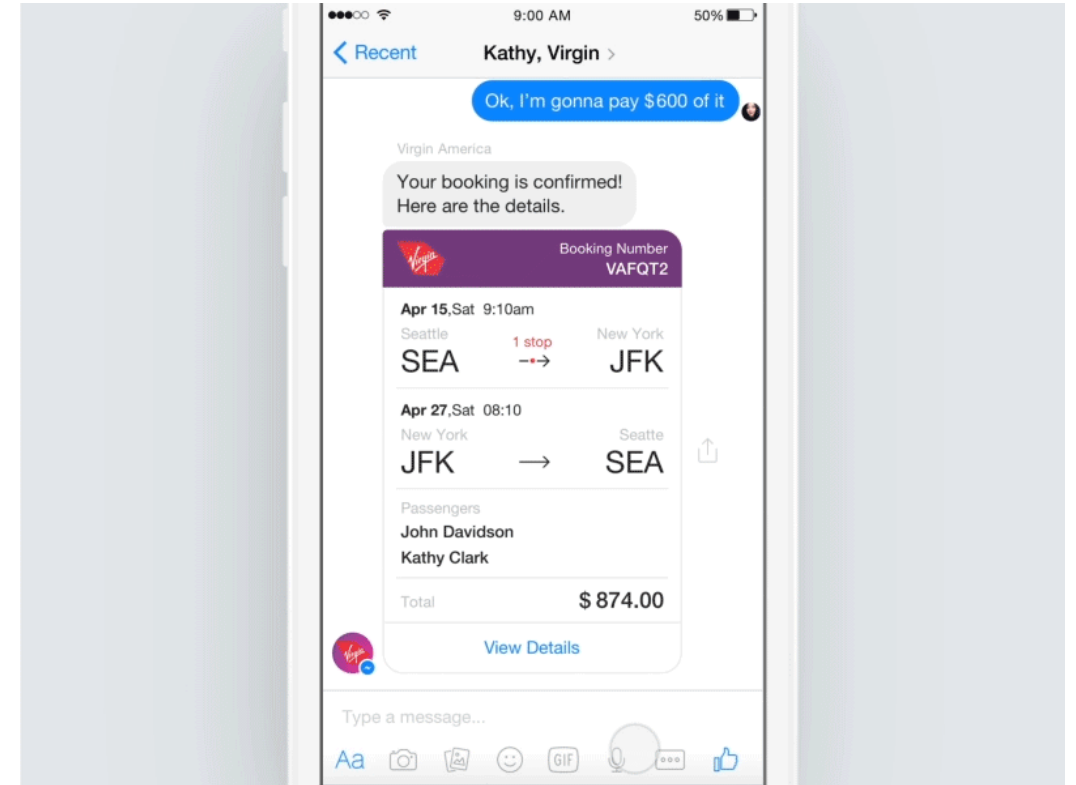 9:00 AM
50%
Recent
Kathy, Virgin
Ok, I'm gonna pay $600 of it
Virgin America
Your booking is confirmed!
Here are the details.
Virgin
Booking Number
VAFQT2
Apr 15,Sat 9:10am
Seattle
1 stop
New York
SEA
JFK
Apr 27,Sat 08:10
New York
Seatte
JFK
SEA
Passengers
John Davidson
Kathy Clark
Total
$ 874.00
View Details
Virgin
Type a message...
Aa
GIF